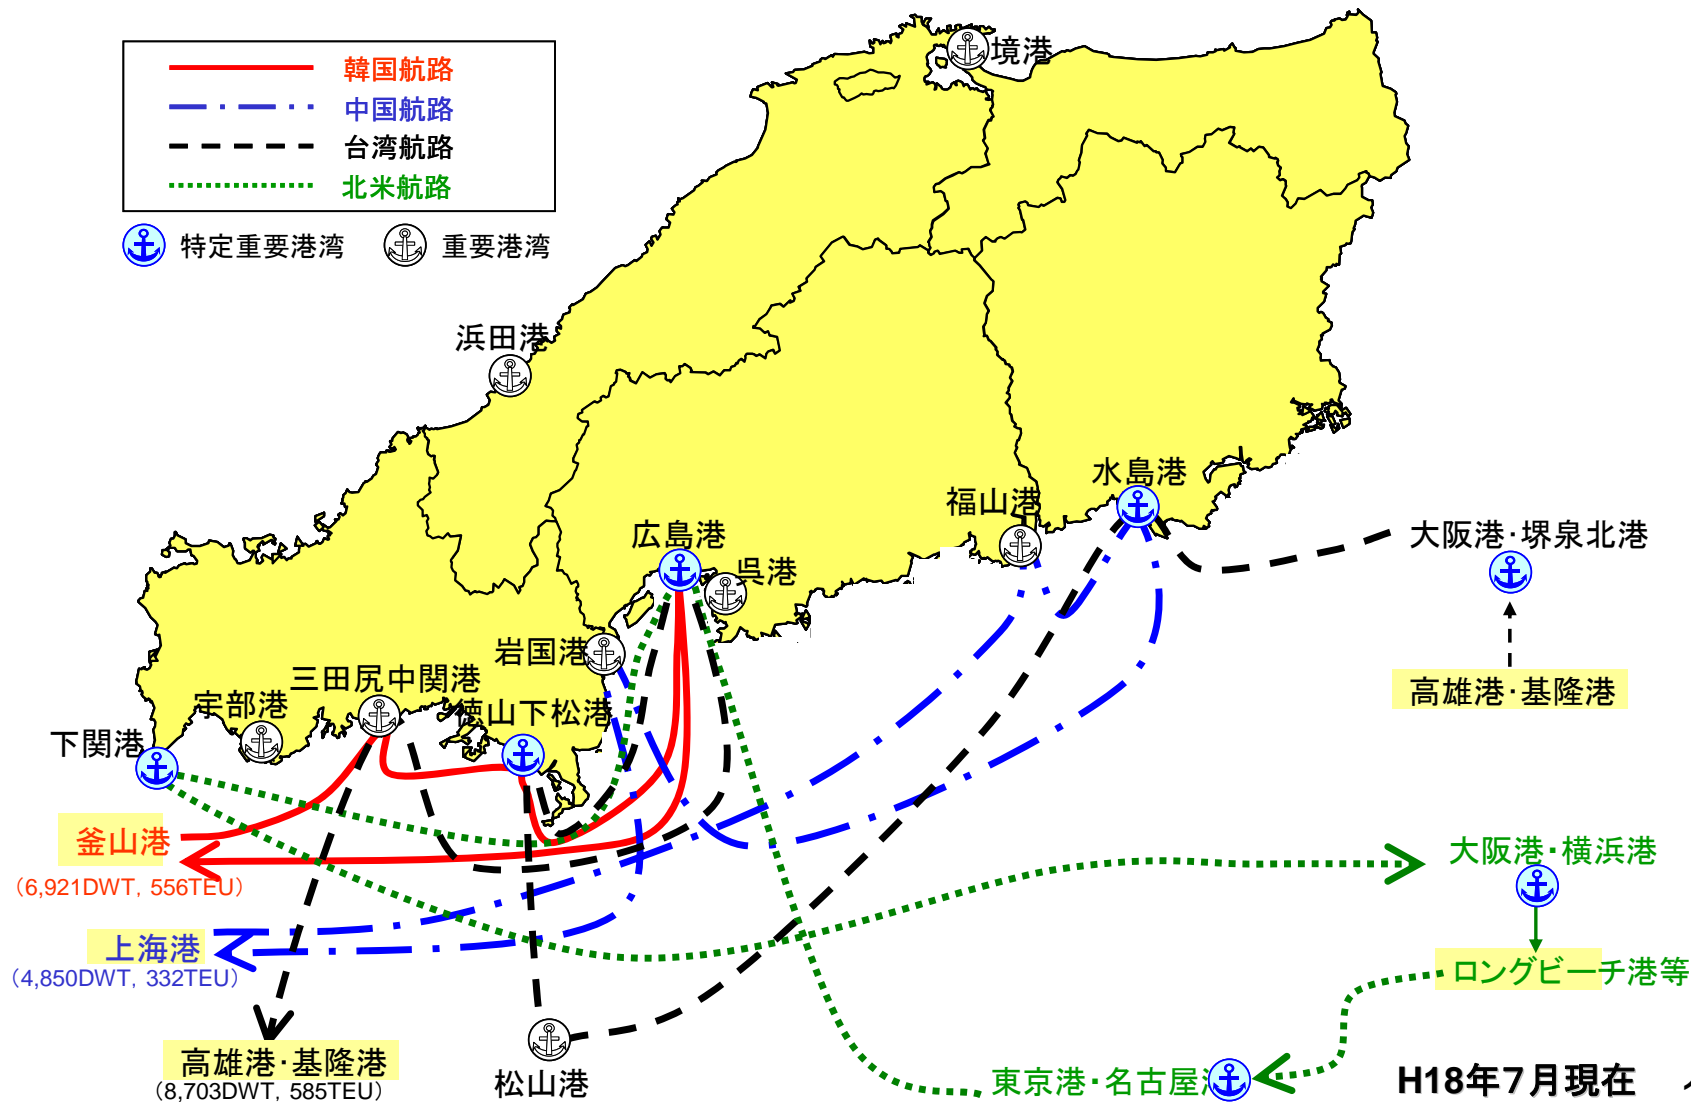 韓国航路
中国航路
台湾航路
北米航路
特定重要港湾
重要港湾
境港
浜田港
水島港
福山港
広島港
呉港
大阪港・堺泉北港
岩国港
三田尻中関港
宇部港
徳山下松港
下関港
高雄港・基隆港
釜山港
(6,921DWT, 556TEU)
大阪港・横浜港
上海港
(4,850DWT, 332TEU)
ロングビーチ港等
高雄港・基隆港
(8,703DWT, 585TEU)
松山港
東京港・名古屋港
H18年7月現在